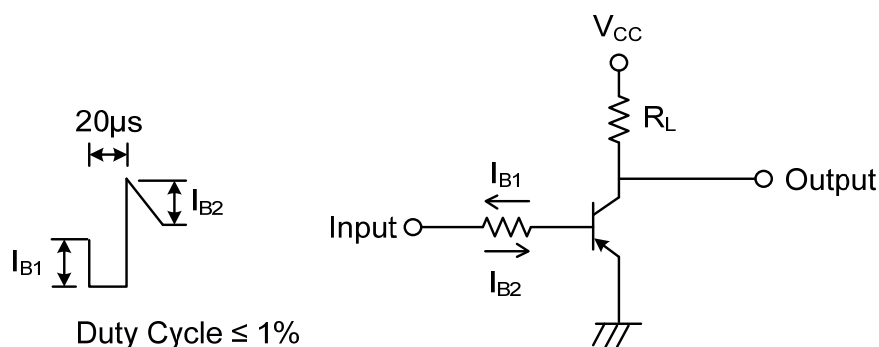 20µs
I_B1
I_B2
Duty Cycle ≤ 1%
V_CC
R_L
I_B1
Input
I_B2
Output